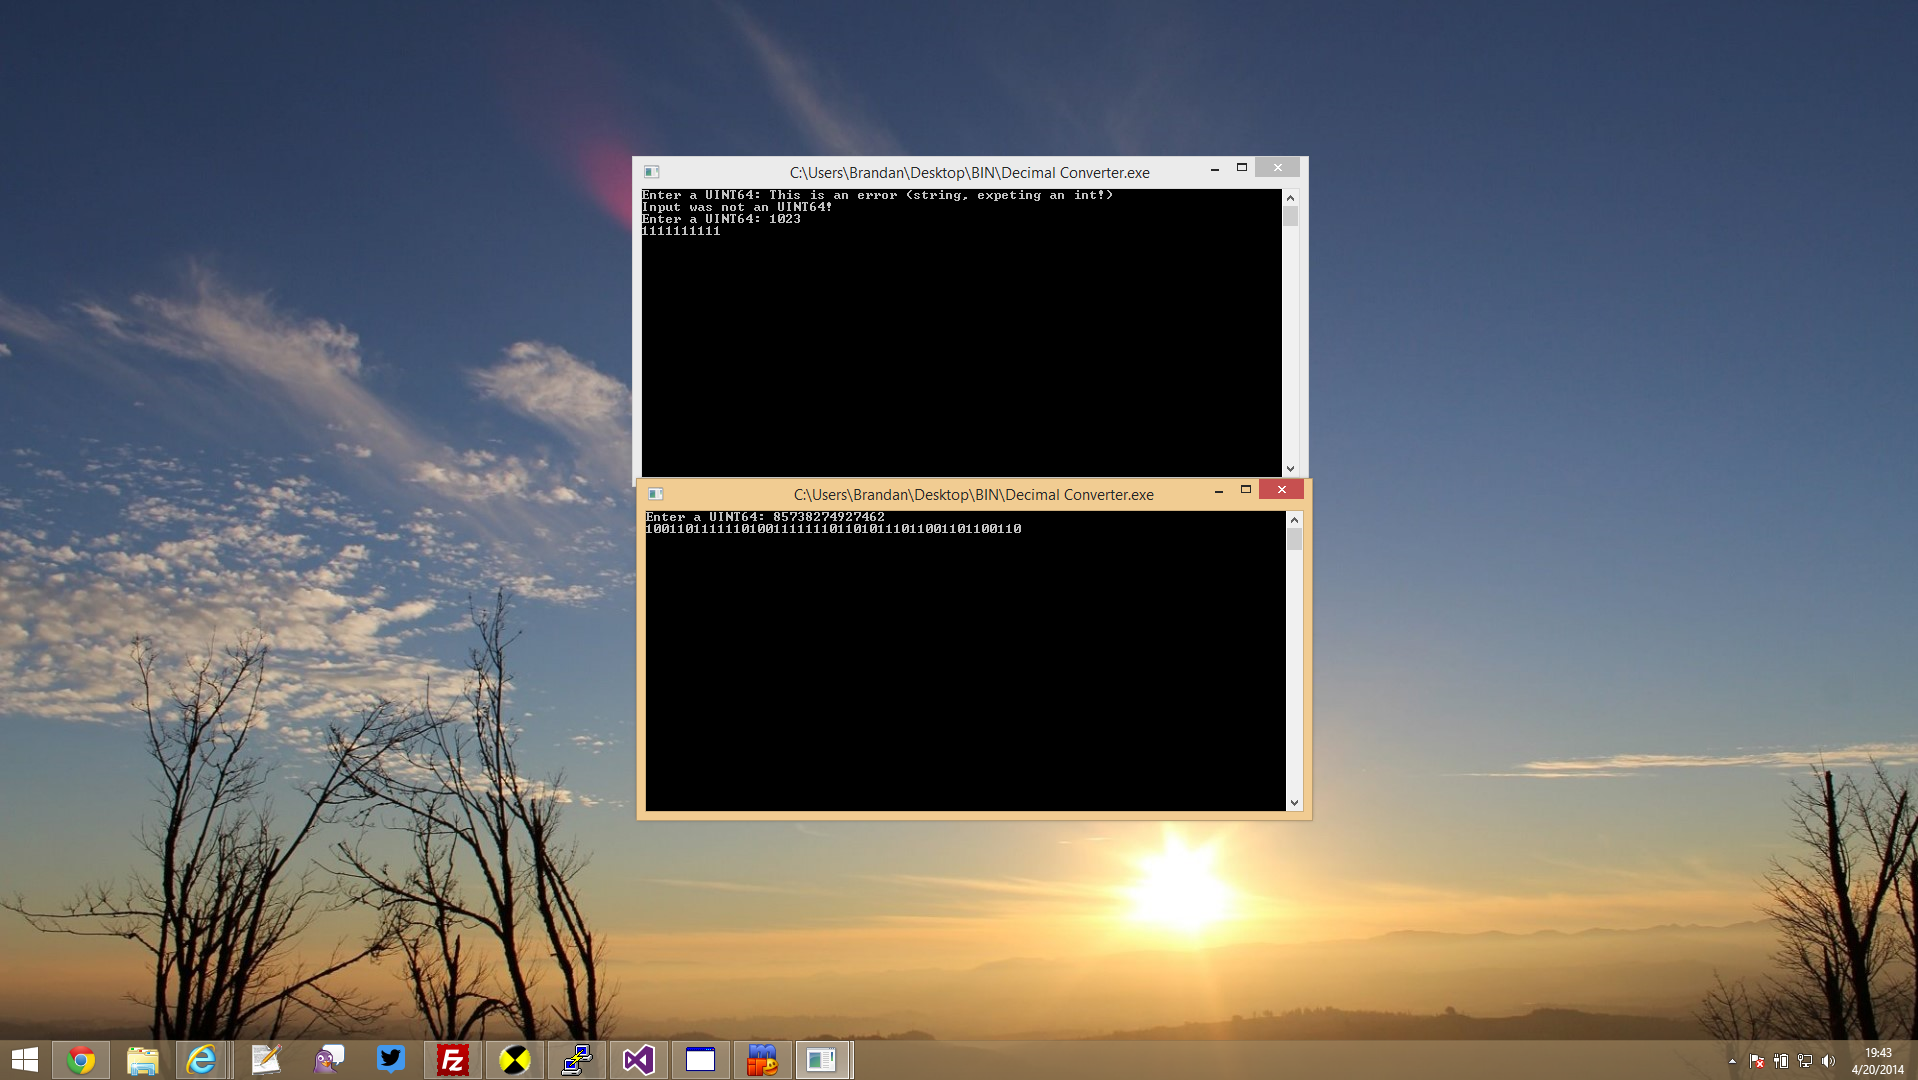 C:\Users\Brandan\Desktop\BIN\Decimal Converter.exe
Enter a UINT64: This is an error (string, expeting an int!)
Input was not an UINT64!
Enter a UINT64: 1023
1111111111
C:\Users\Brandan\Desktop\BIN\Decimal Converter.exe
Enter a UINT64: 85738274927462
10011011111101001111111011010111011001101100110
19:43
4/20/2014